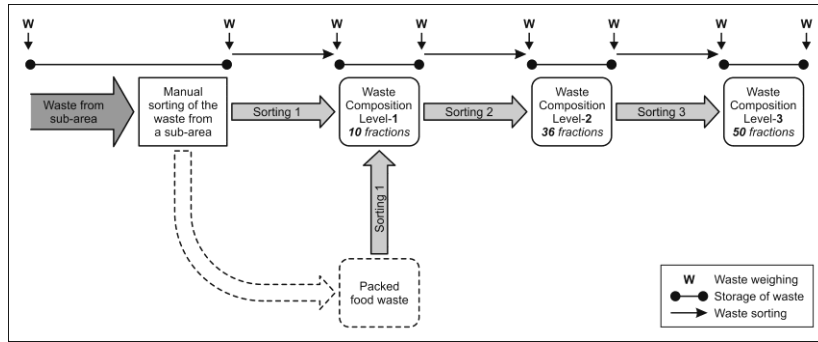 W W W W W W W
Waste from
sub-area
Manual
sorting of the
waste from
a sub-area
Sorting 1
Waste
Composition
Level-1
10 fractions
Sorting 2
Waste
Composition
Level-2
36 fractions
Sorting 3
Waste
Composition
Level-3
50 fractions
Sorting 1
Packed
food waste
W Waste weighing
Storage of waste
Waste sorting